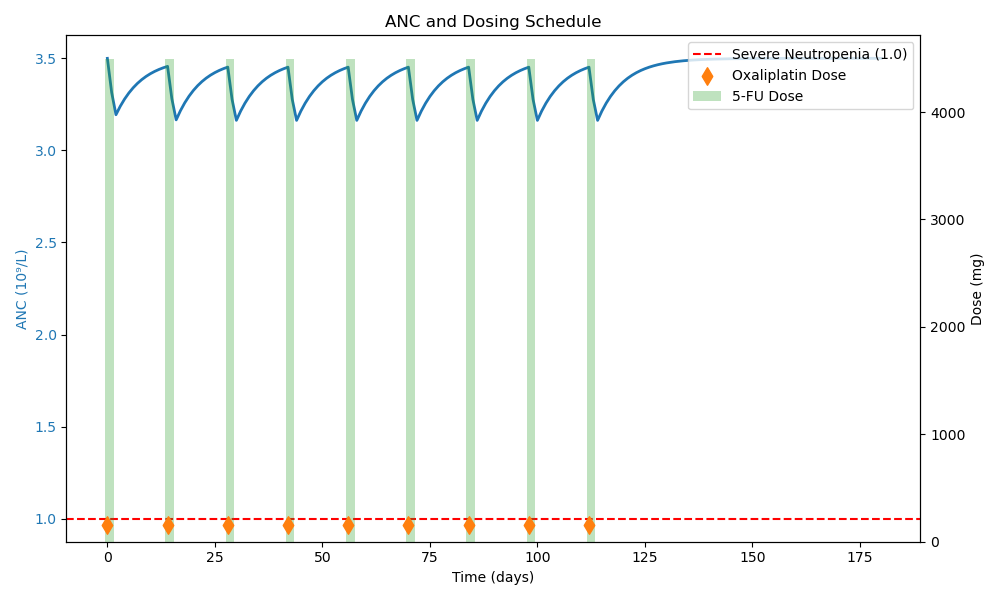 ANC and Dosing Schedule
Severe Neutropenia (1.0)
Oxaliplatin Dose
5-FU Dose
ANC (10⁹/L)
3.5
3.0
2.5
2.0
1.5
1.0
4000
3000
2000
1000
0
Dose (mg)
0 25 50 75 100 125 150 175
Time (days)